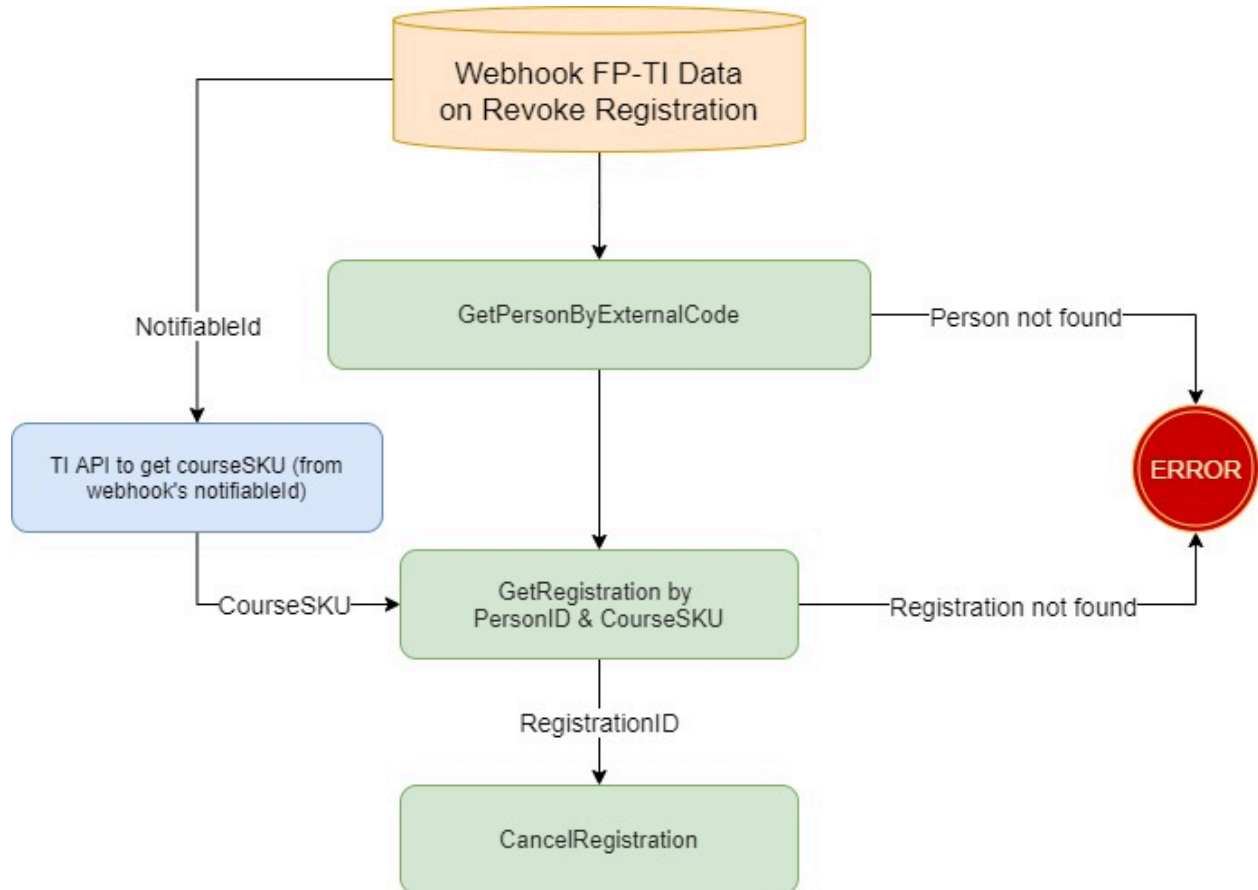 Webhook FP-TI Data
on Revoke Registration
NotifiableId
GetPersonByExternalCode
Person not found
TI API to get courseSKU (from
webhook's notifiableId)
ERROR
CourseSKU
GetRegistration by
PersonID & CourseSKU
Registration not found
RegistrationID
CancelRegistration